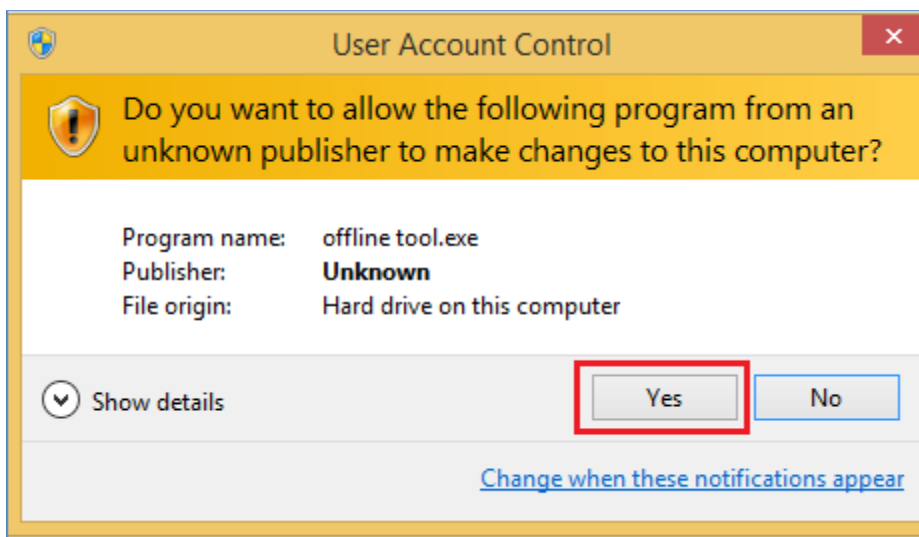 User Account Control
Do you want to allow the following program from an
unknown publisher to make changes to this computer?
Program name: offline tool.exe
Publisher: Unknown
File origin: Hard drive on this computer
Show details Yes No
Change when these notifications appear